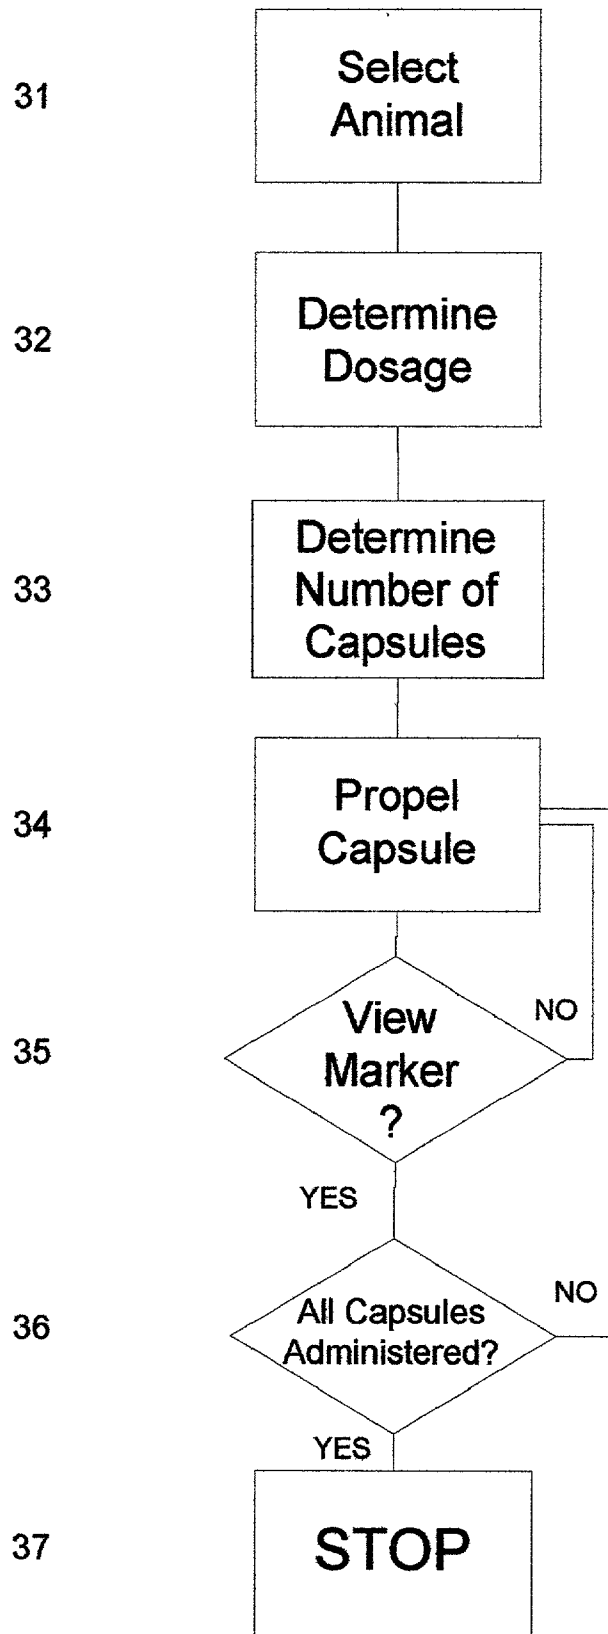 31
Select
Animal
32
Determine
Dosage
33
Determine
Number of
Capsules
34
Propel
Capsule
35
View
Marker
?
NO
YES
36
All Capsules
Administered?
NO
YES
37
STOP